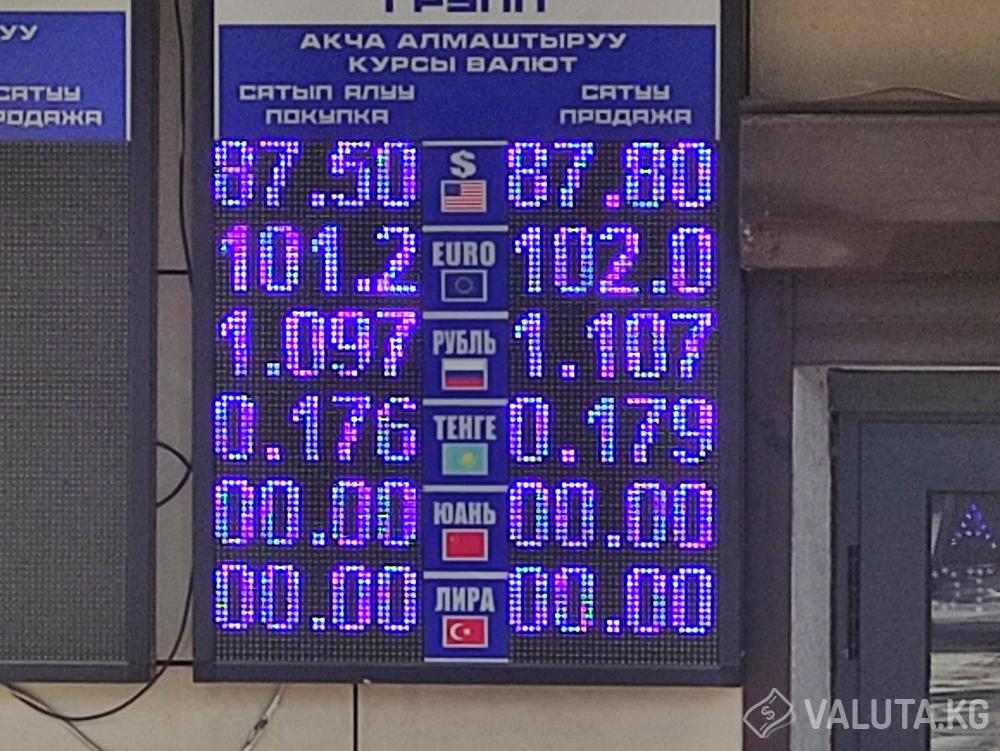 ГРУПП
АКЧА АЛМАШТЫРУУ
КУРСЫ ВАЛЮТ
САТУУ
ПРОДАЖА
САТЫП АЛУУ САТУУ
ПОКУПКА ПРОДАЖА
87.50 $ 87.80
101.2 EURO 102.0
1.097 РУБЛЬ 1.107
0.176 ТЕНГЕ 0.179
00.00 ЮАНЬ 00.00
00.00 ЛИРА 00.00
VALUTA.KG